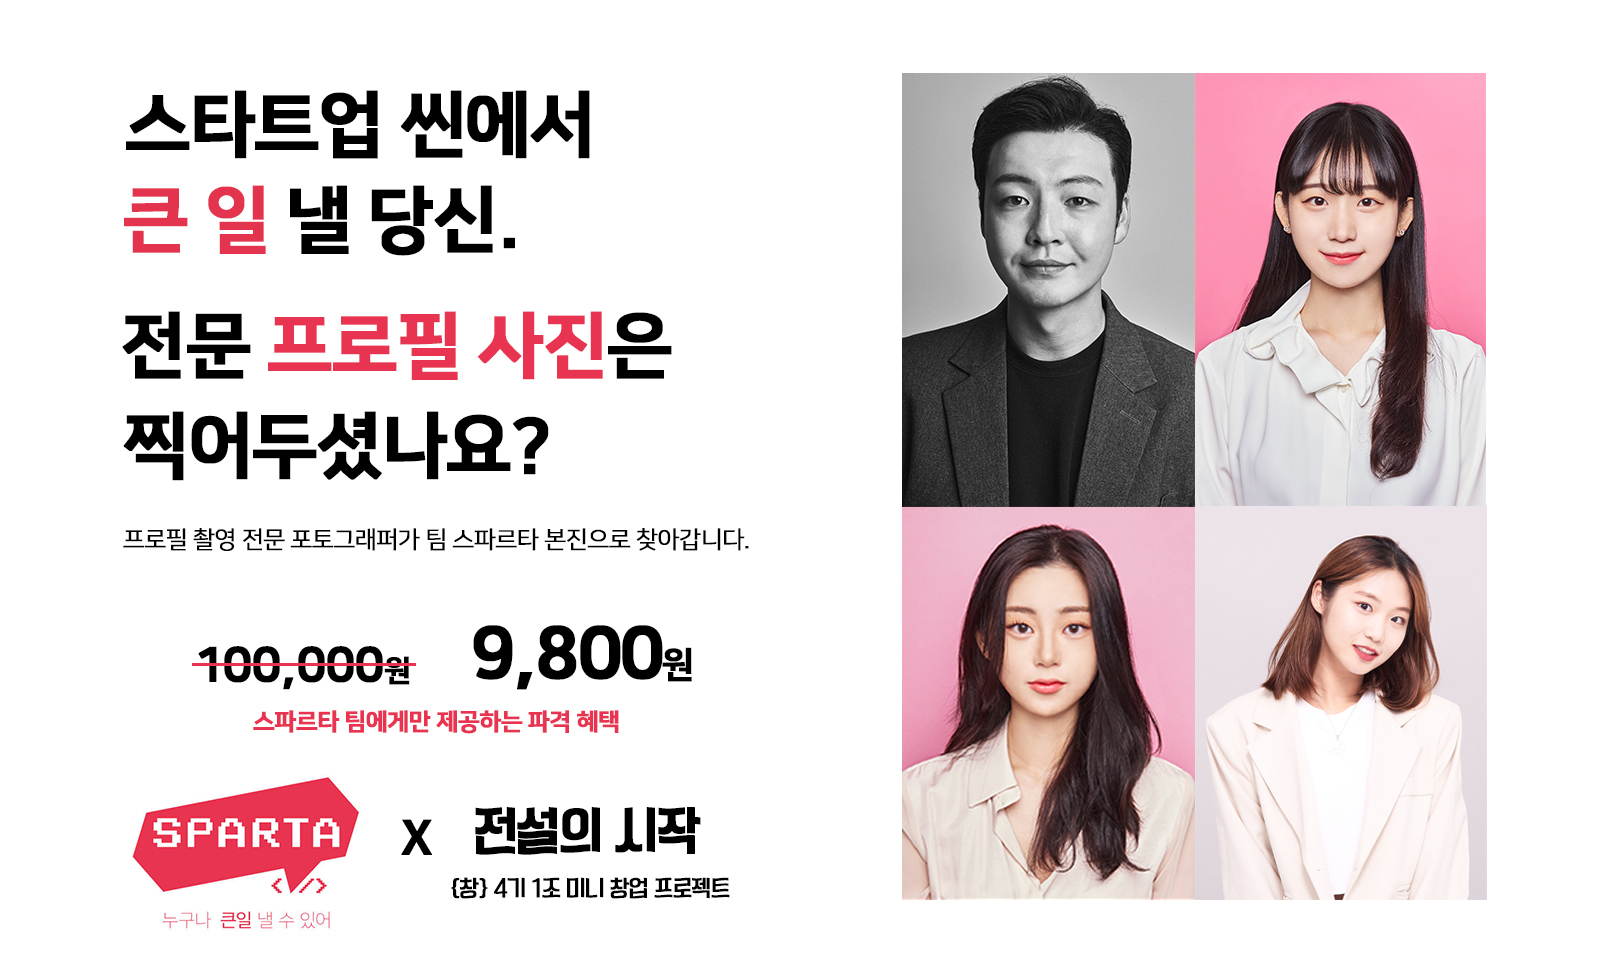 스타트업 씬에서
큰 일 낼 당신.
전문 프로필 사진은
찍어두셨나요?
프로필 촬영 전문 포토그래퍼가 팀 스파르타 본진으로 찾아갑니다.
100,000원 9,800원
스파르타 팀에게만 제공하는 파격 혜택
SPARTA
</>
누구나 큰일 낼 수 있어
X
전설의 시작
{창} 4기 1조 미니 창업 프로젝트